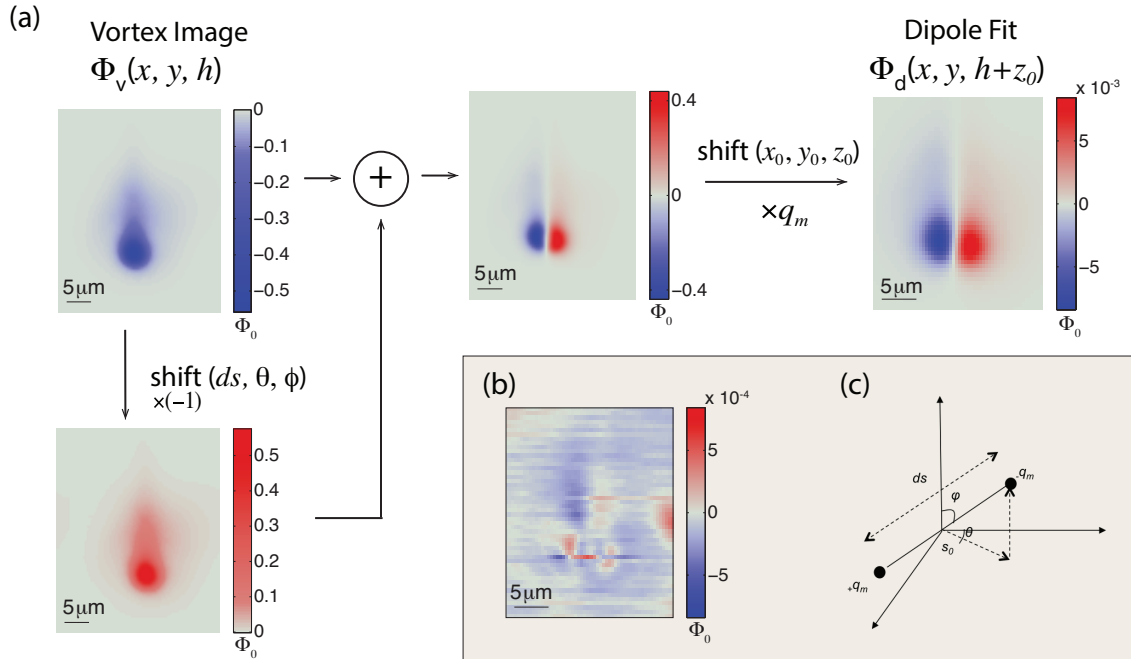 (a)
Vortex Image
Φv(x, y, h)
Dipole Fit
Φd(x, y, h+z0)
0
−0.1
−0.2
−0.3
−0.4
−0.5
Φ0
5μm
+
0.4
0
-0.4
Φ0
5μm
shift (x0, y0, z0)
×qm
x 10-3
5
0
−5
Φ0
5μm
shift (ds, θ, ϕ)
×(−1)
0.5
0.4
0.3
0.2
0.1
0
Φ0
5μm
(b)
x 10-4
5
0
−5
Φ0
5μm
(c)
ds
-qm
φ
θ
s0
+qm